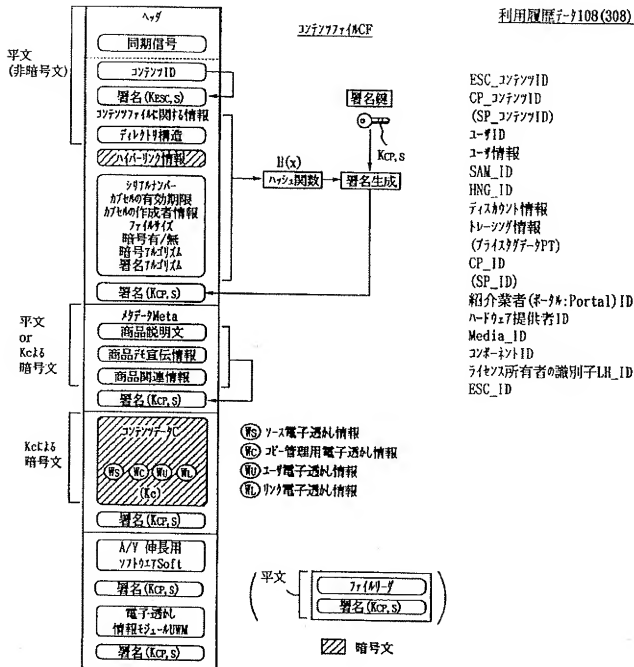 コンテンツファイルCF
利用履歴データ108(308)
平文
(非暗号文)
ヘッダ
同期信号
コンテンツID
署名(KESC,S)
コンテンツファイルに関する情報
ディレクトリ構造
ハイパーリンク情報
シリアルナンバー
カプセルの有効期限
カプセルの作成者情報
ファイルサイズ
暗号有/無
暗号アルゴリズム
署名アルゴリズム
署名(KCP,S)
H(x)
ハッシュ関数
署名鍵
KCP,S
署名生成
平文
or
Kcによる
暗号文
メタデータMeta
商品説明文
商品デモ宣伝情報
商品関連情報
署名(KCP,S)
Kcによる
暗号文
コンテンツデータC
WS WC WU WL
(Kc)
署名(KCP,S)
WS ソース電子透かし情報
WC コピー管理用電子透かし情報
WU ユーザ電子透かし情報
WL リンク電子透かし情報
A/V 伸長用
ソフトウエアSoft
署名(KCP,S)
電子透かし
情報モジュールUWM
署名(KCP,S)
平文
ファイルリーダ
署名(KCP,S)
暗号文
ESC_コンテンツID
CP_コンテンツID
(SP_コンテンツID)
ユーザID
ユーザ情報
SAM_ID
HNG_ID
ディスカウント情報
トレーシング情報
(プライスタグデータPT)
CP_ID
(SP_ID)
紹介業者(ポータル:Portal)ID
ハードウェア提供者ID
Media_ID
コンポーネントID
ライセンス所有者の識別子LH_ID
ESC_ID